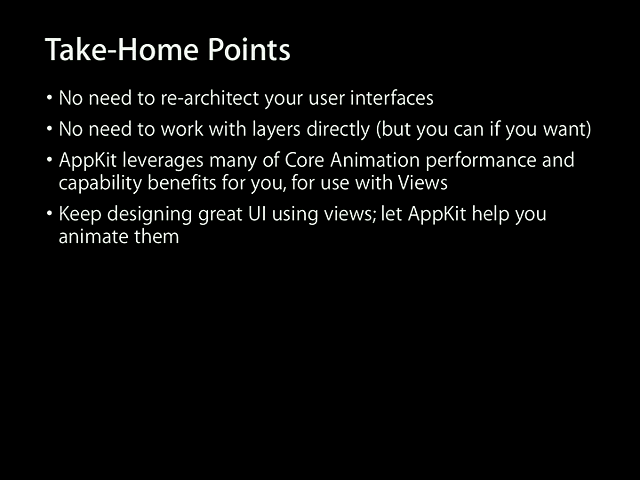 Take-Home Points
• No need to re-architect your user interfaces
• No need to work with layers directly (but you can if you want)
• AppKit leverages many of Core Animation performance and
capability benefits for you, for use with Views
• Keep designing great UI using views; let AppKit help you
animate them